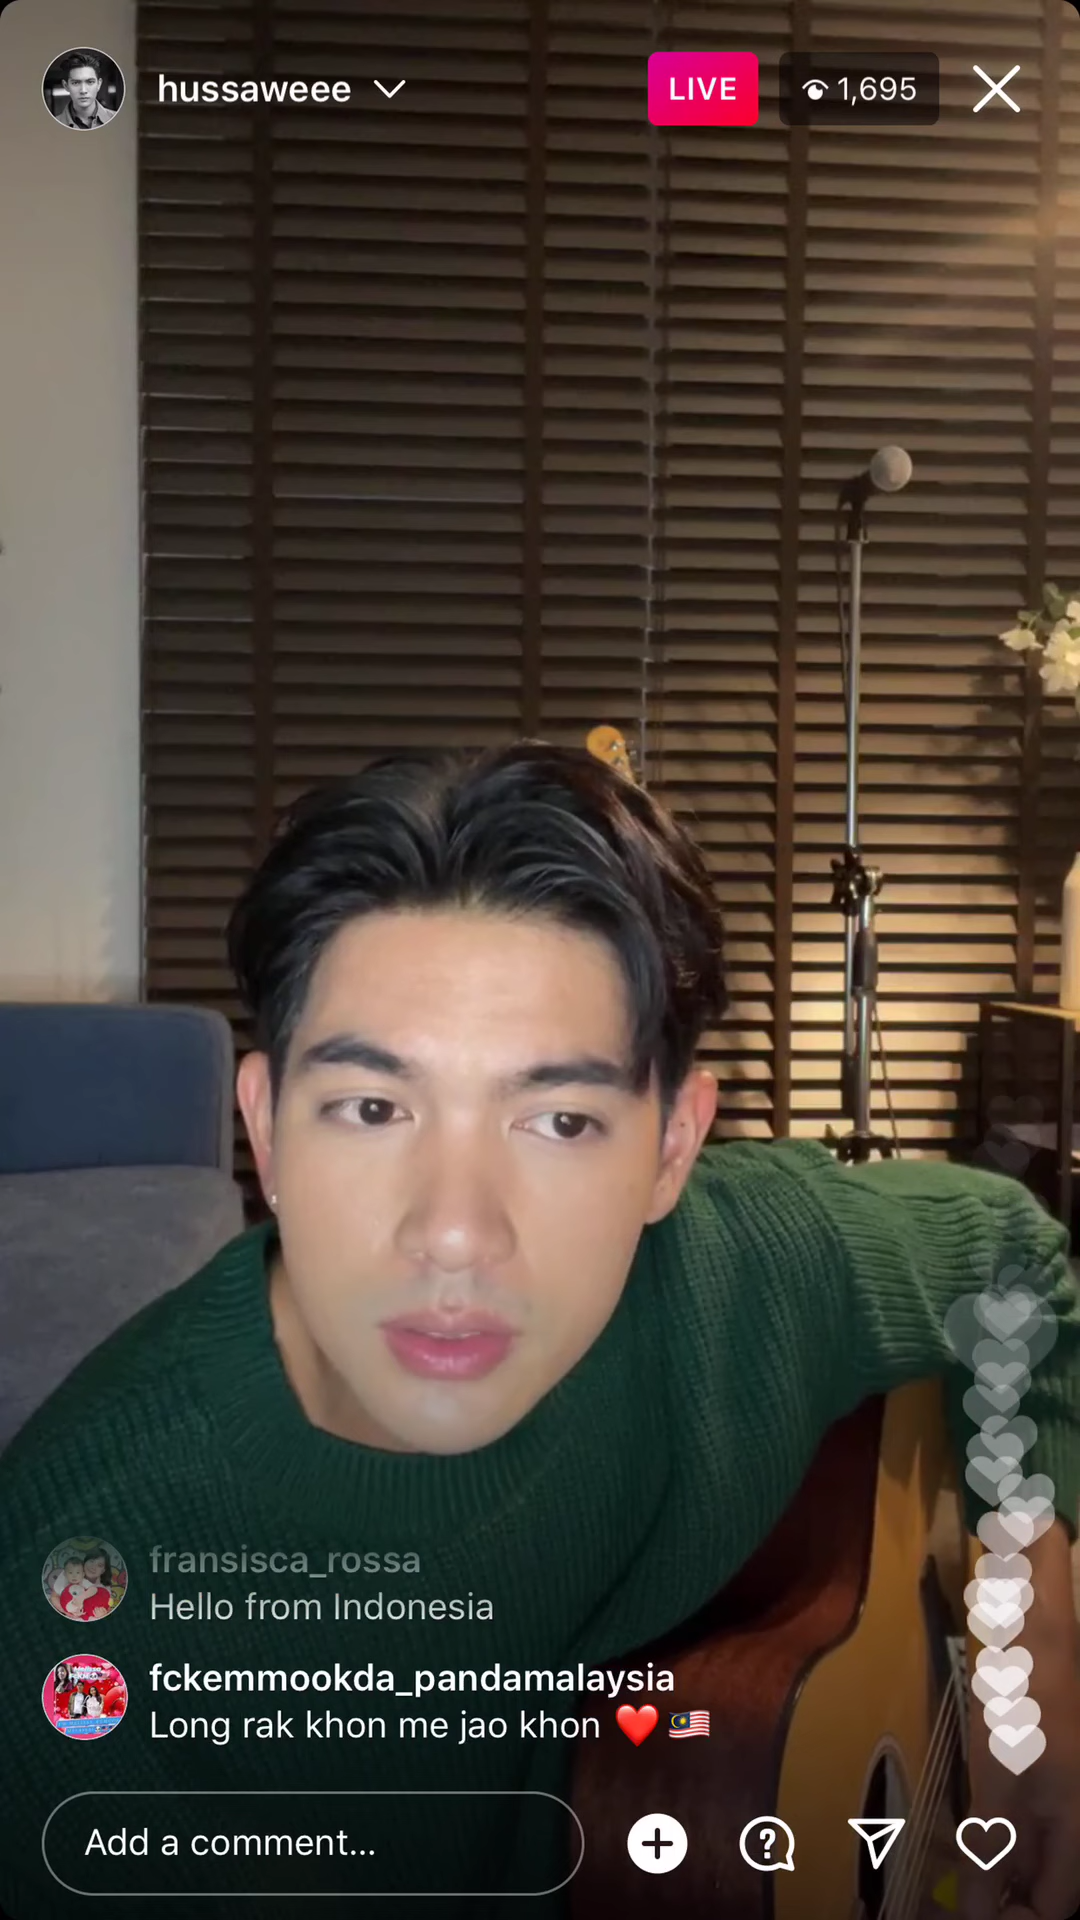 hussaweee
LIVE
1,695
fransisca_rossa
Hello from Indonesia
fckemmookda_pandamalaysia
Long rak khon me jao khon ❤️ 🇲🇾
Add a comment...